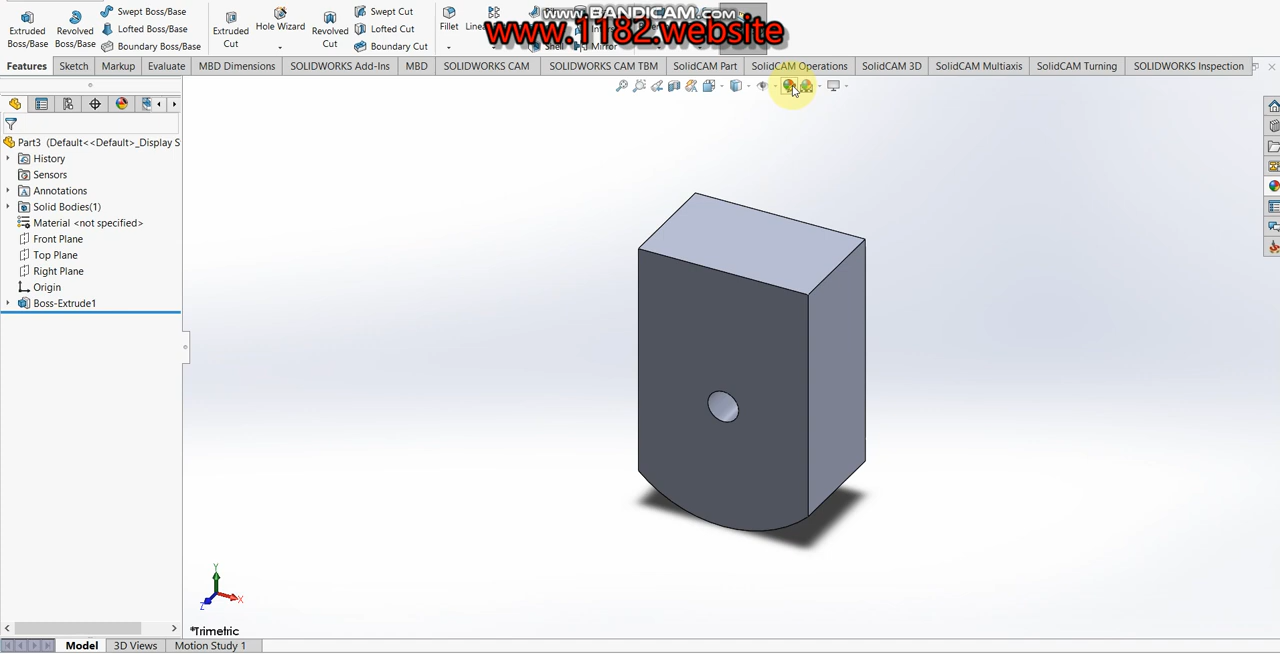 www.BANDICAM.com
www.1182.website
Extruded Boss/Base
Revolved Boss/Base
Swept Boss/Base
Lofted Boss/Base
Boundary Boss/Base
Extruded Cut
Hole Wizard
Revolved Cut
Swept Cut
Lofted Cut
Boundary Cut
Fillet
Mirror
Features Sketch Markup Evaluate MBD Dimensions SOLIDWORKS Add-Ins MBD SOLIDWORKS CAM SOLIDWORKS CAM TBM SolidCAM Part SolidCAM Operations SolidCAM 3D SolidCAM Multiaxis SolidCAM Turning SOLIDWORKS Inspection
Part3 (Default<<Default>_Display S
History
Sensors
Annotations
Solid Bodies(1)
Material <not specified>
Front Plane
Top Plane
Right Plane
Origin
Boss-Extrude1
Y
X
Z
*Trimetric
Model 3D Views Motion Study 1